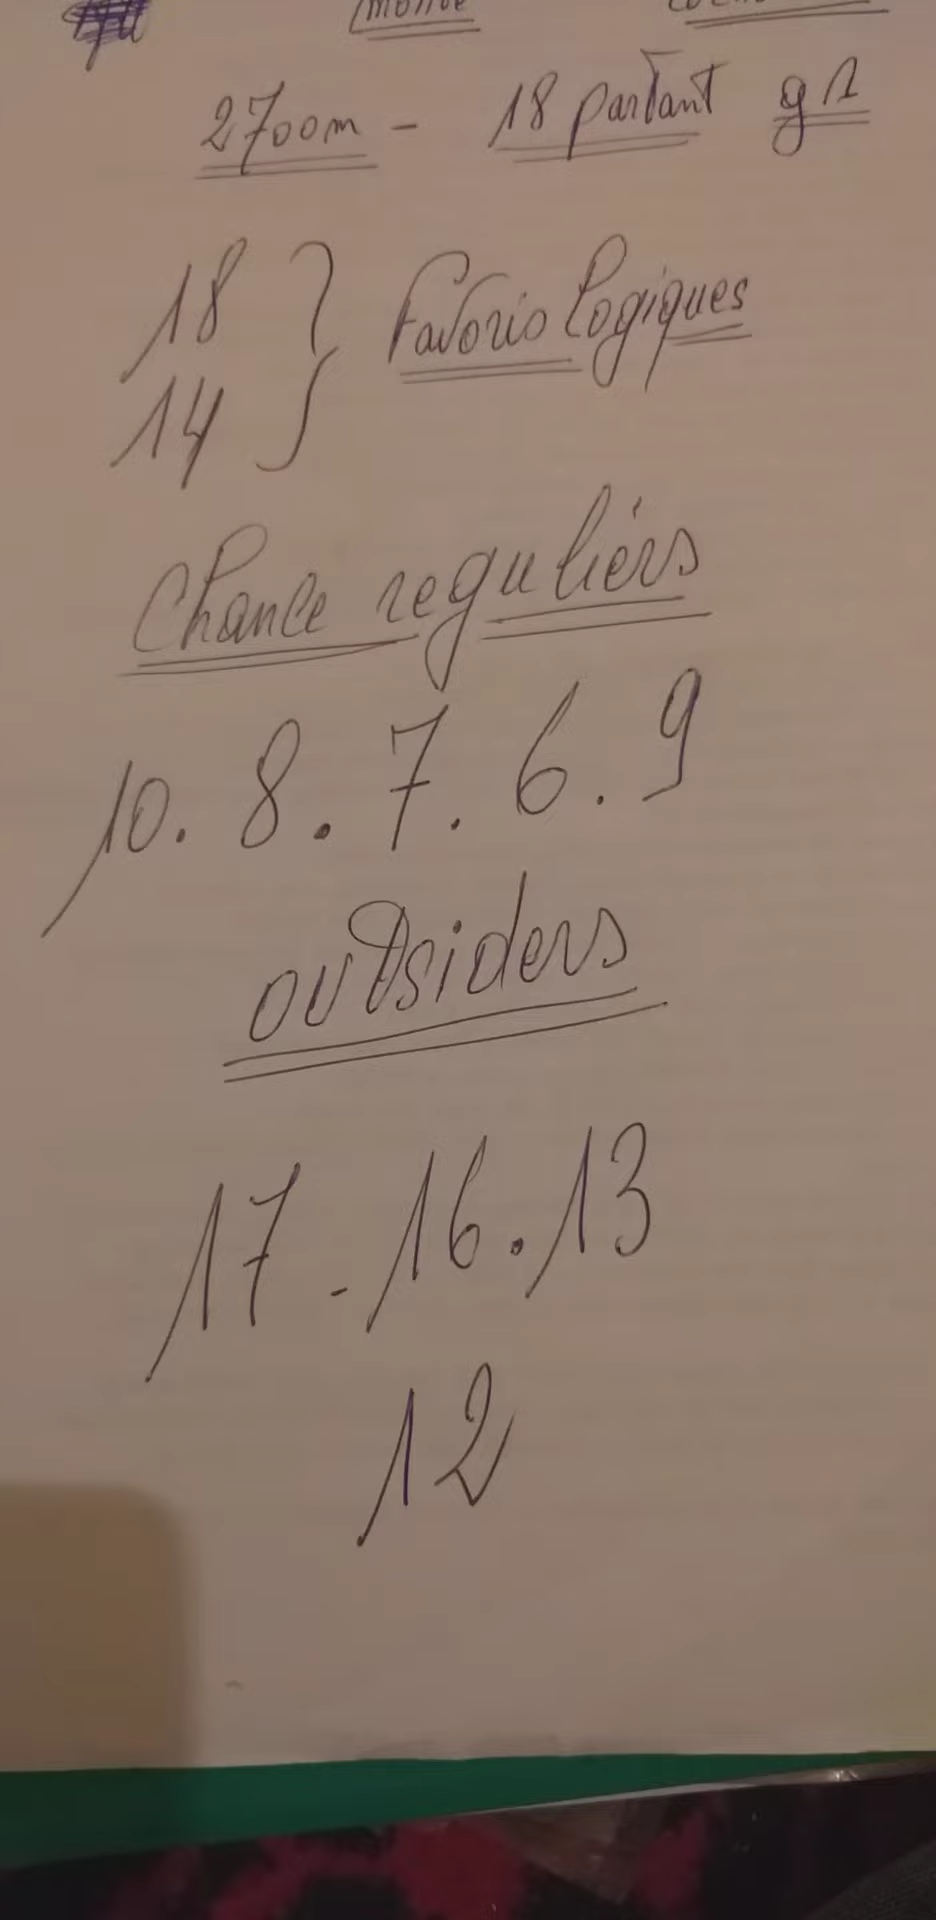 2700m - 18 partant g1
18 } Favoris logiques
14
Chance reguliérs
10. 8. 7. 6. 9
outsiders
17 - 16. 13
12